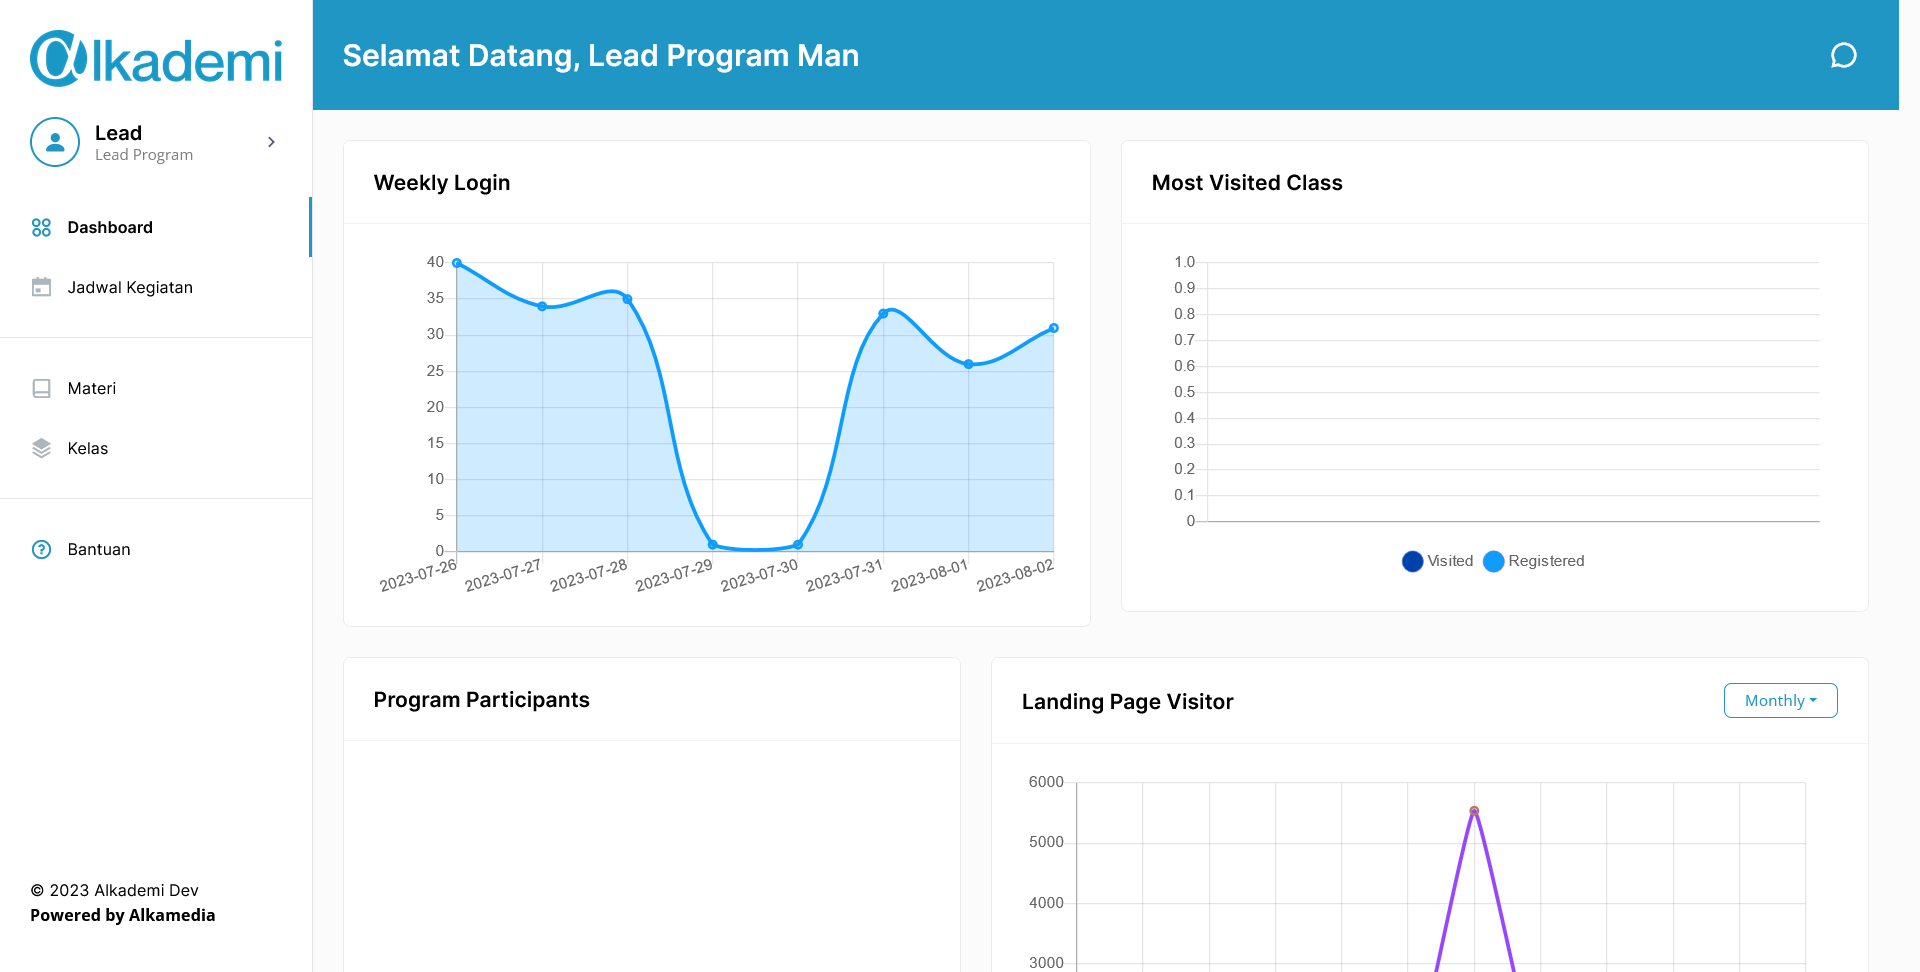 Alkademi
Selamat Datang, Lead Program Man
Lead
Lead Program
Dashboard
Jadwal Kegiatan
Materi
Kelas
Bantuan
© 2023 Alkademi Dev
Powered by Alkamedia
Weekly Login
40
35
30
25
20
15
10
5
0
2023-07-26
2023-07-27
2023-07-28
2023-07-29
2023-07-30
2023-07-31
2023-08-01
2023-08-02
Most Visited Class
1.0
0.9
0.8
0.7
0.6
0.5
0.4
0.3
0.2
0.1
0
Visited Registered
Program Participants
Landing Page Visitor
Monthly
6000
5000
4000
3000